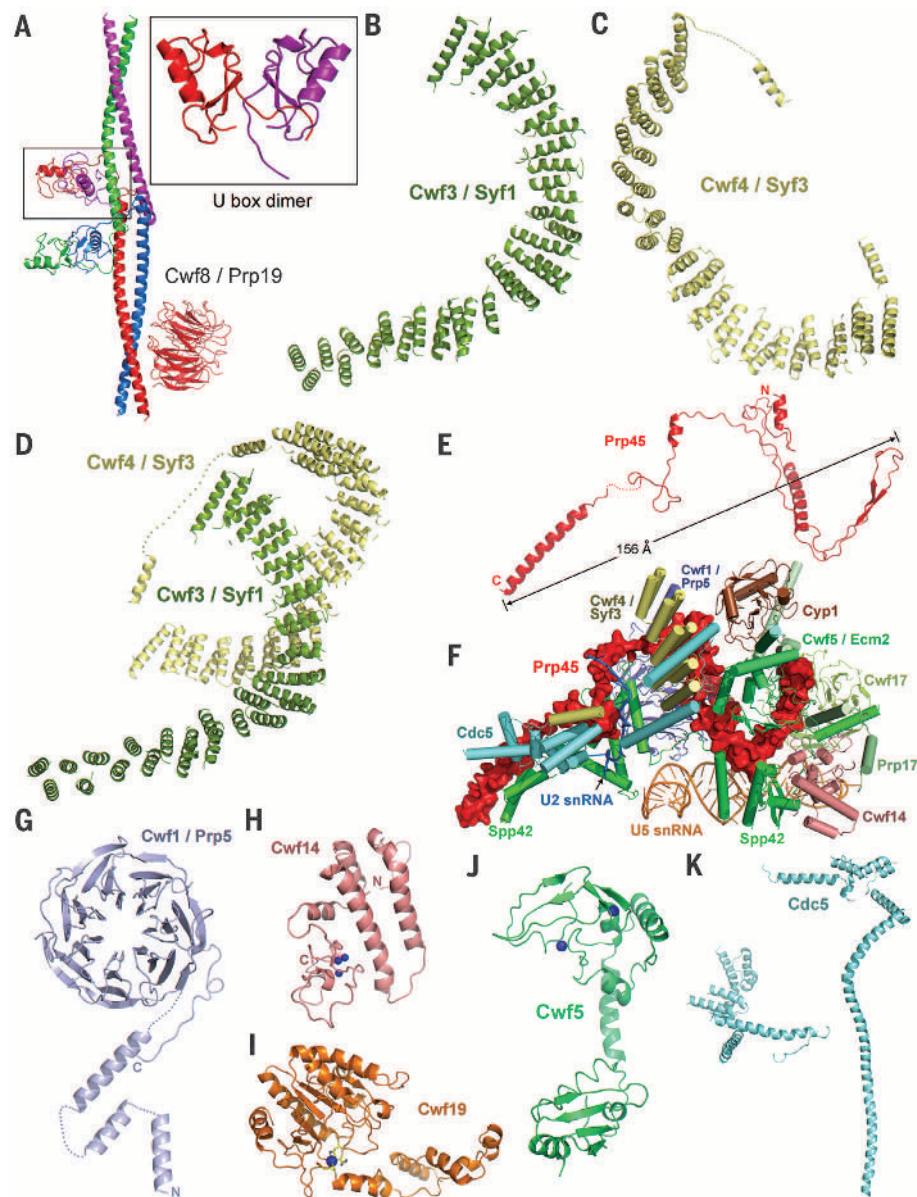 A
U box dimer
Cwf8 / Prp19
B
Cwf3 / Syf1
C
Cwf4 / Syf3
D
Cwf4 / Syf3
Cwf3 / Syf1
E
N
Prp45
156 Å
C
F
Cwf4 /
Syf3
Cwf1 /
Prp5
Cyp1
Cwf5 / Ecm2
Prp45
Cwf17
Cdc5
Prp17
U2 snRNA
U5 snRNA
Spp42
Spp42
Cwf14
G
Cwf1 / Prp5
C
N
H
Cwf14
N
C
I
Cwf19
J
Cwf5
K
Cdc5